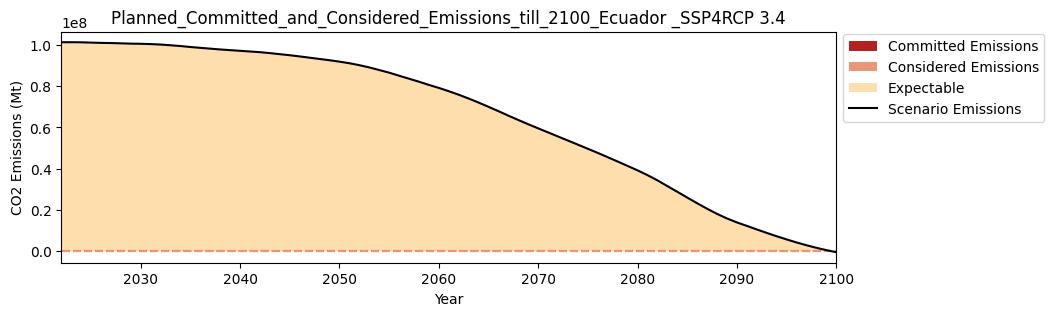 Planned_Committed_and_Considered_Emissions_till_2100_Ecuador _SSP4RCP 3.4
1e8
1.0
0.8
0.6
0.4
0.2
0.0
CO2 Emissions (Mt)
2030 2040 2050 2060 2070 2080 2090 2100
Year
Committed Emissions
Considered Emissions
Expectable
Scenario Emissions